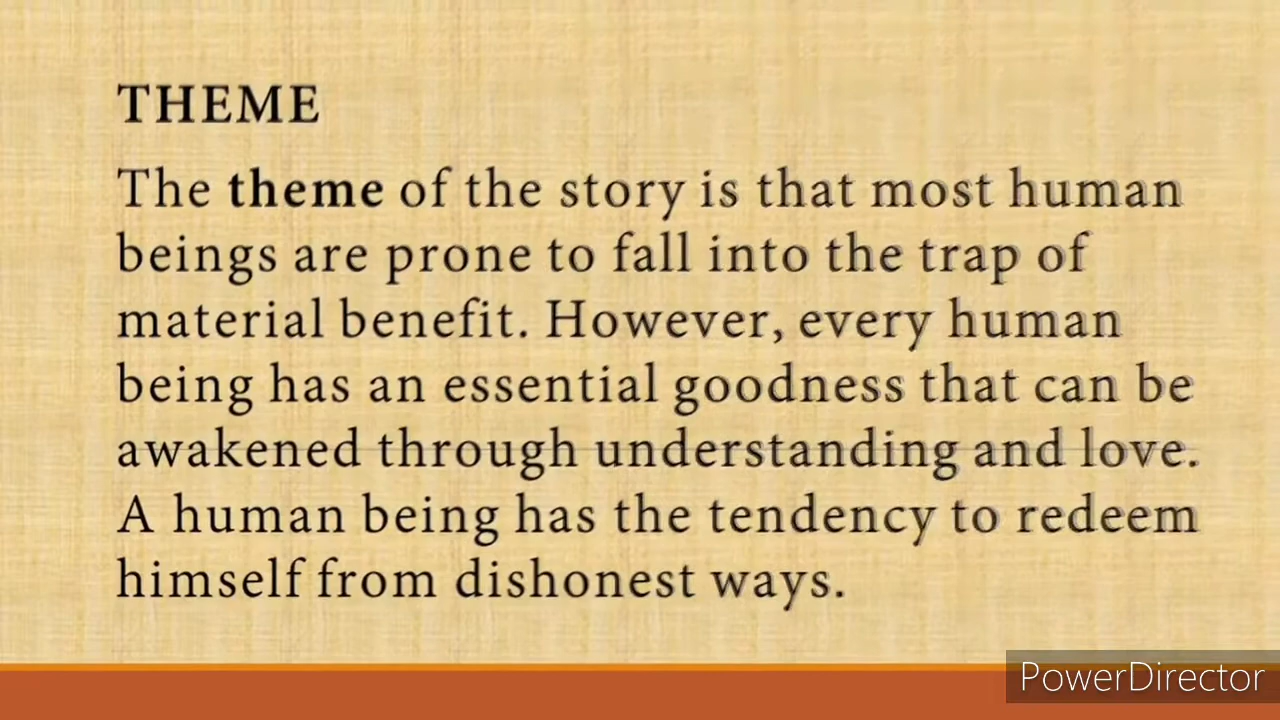 THEME
The theme of the story is that most human
beings are prone to fall into the trap of
material benefit. However, every human
being has an essential goodness that can be
awakened through understanding and love.
A human being has the tendency to redeem
himself from dishonest ways.
PowerDirector